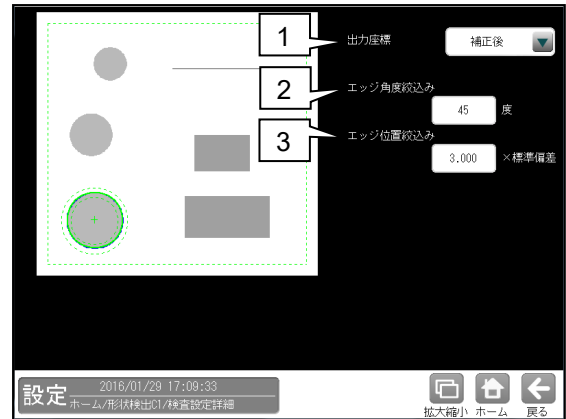 1
出力座標
補正後
2
エッジ角度絞込み
45 度
3
エッジ位置絞込み
3.000 ×標準偏差
設定
2016/01/29 17:09:33
ホーム/形状検出C1/検査設定詳細
拡大縮小 ホーム 戻る